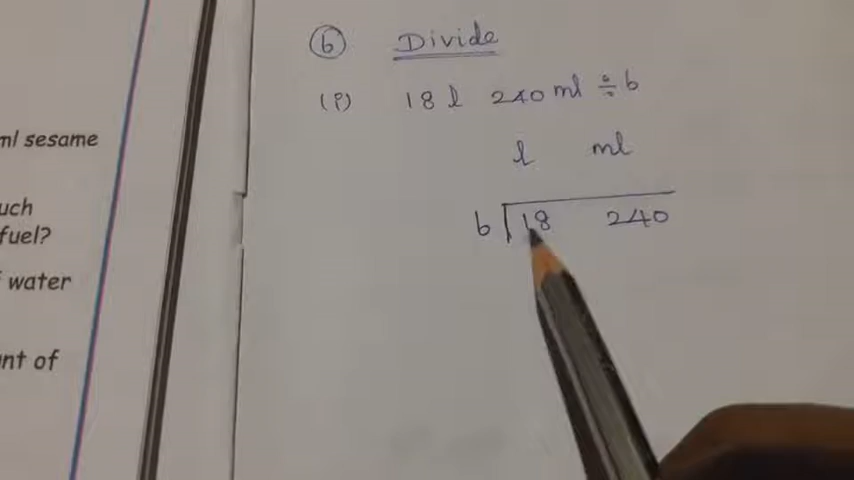 ml sesame
uch
fuel?
water
nt of
6 Divide
(i) 18 l 240 ml ÷ 6
l ml
6 18 240